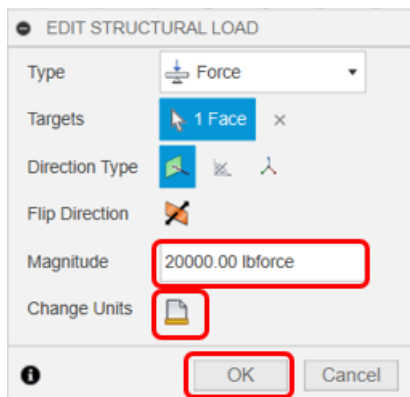 EDIT STRUCTURAL LOAD
Type Force
Targets 1 Face
Direction Type
Flip Direction
Magnitude 20000.00 lbforce
Change Units
OK Cancel